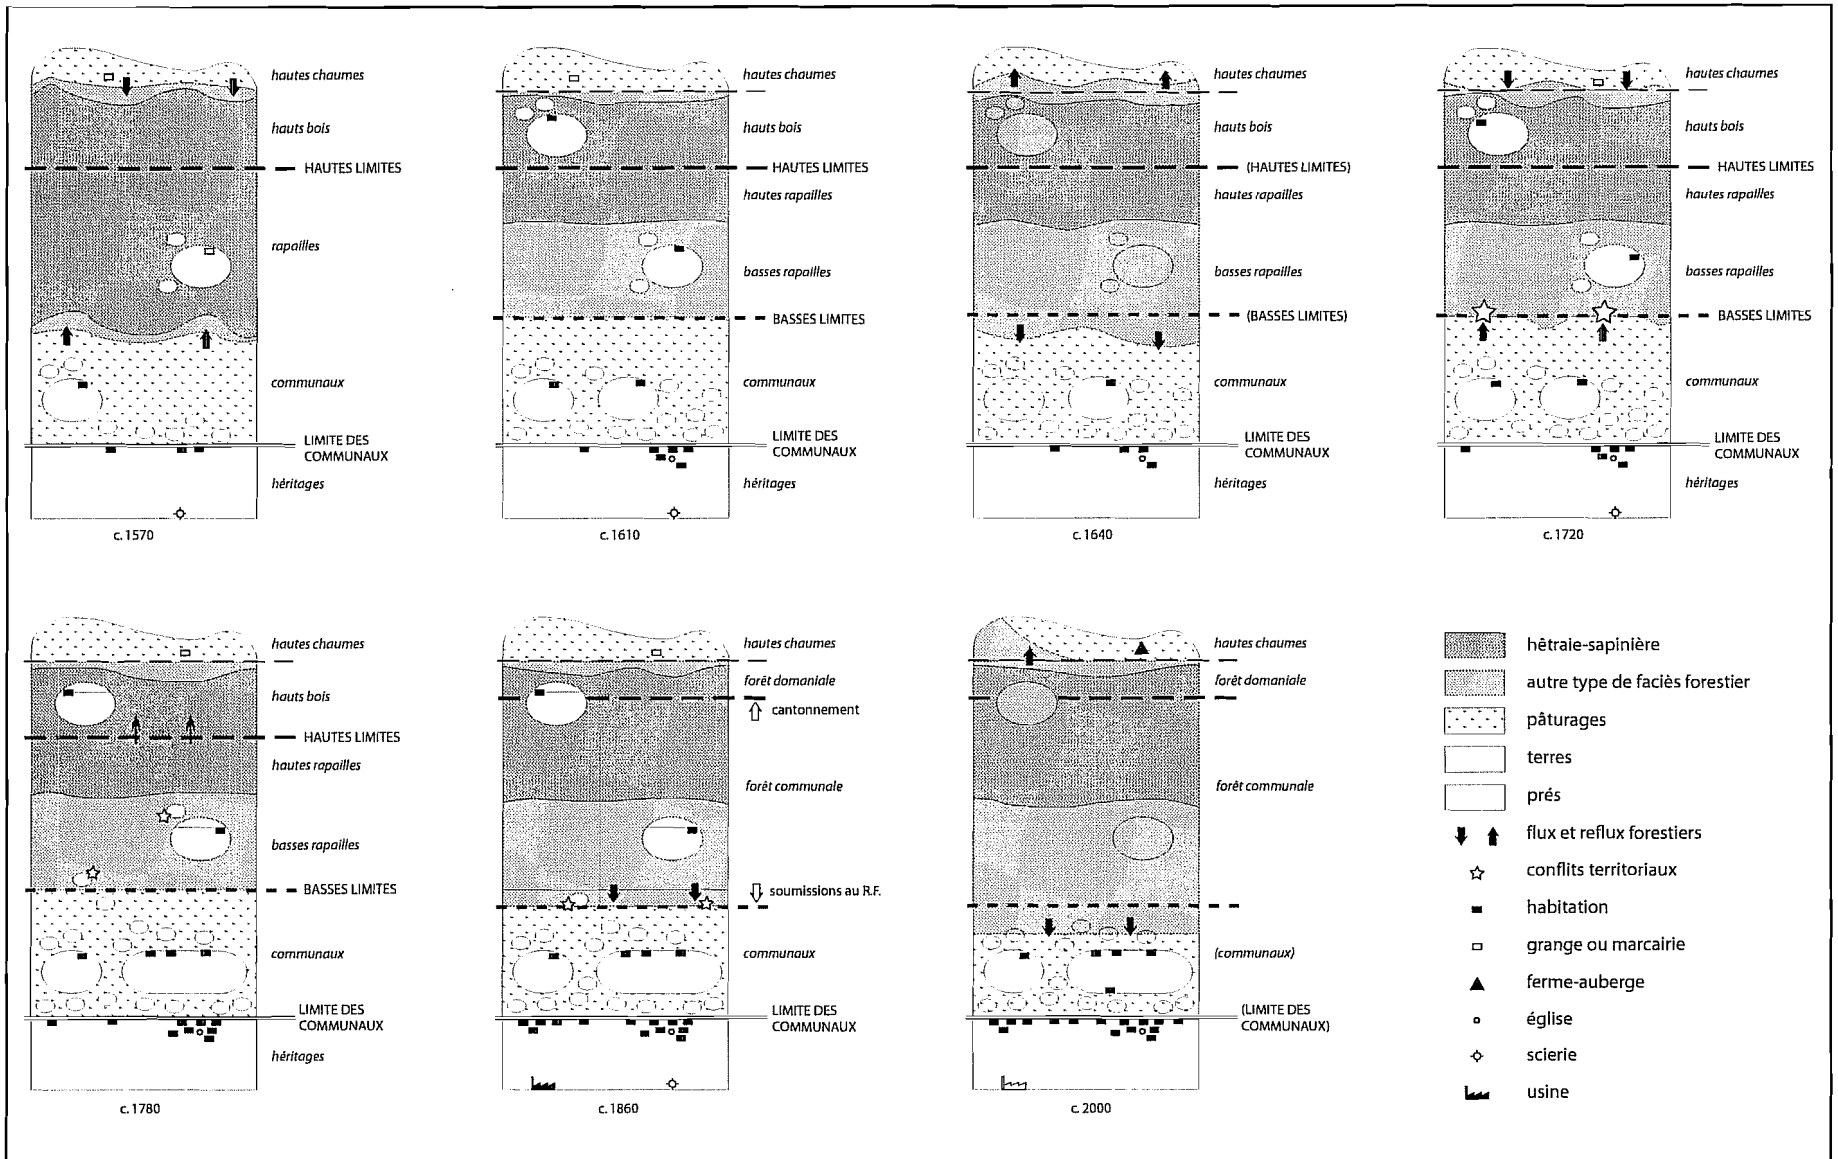 hautes chaumes
hauts bois
HAUTES LIMITES
rapailles
communaux
LIMITE DES
COMMUNAUX
héritages
c. 1570
hautes chaumes
hauts bois
HAUTES LIMITES
hautes rapailles
basses rapailles
BASSES LIMITES
communaux
LIMITE DES
COMMUNAUX
héritages
c. 1610
hautes chaumes
hauts bois
(HAUTES LIMITES)
hautes rapailles
basses rapailles
(BASSES LIMITES)
communaux
LIMITE DES
COMMUNAUX
héritages
c. 1640
hautes chaumes
hauts bois
HAUTES LIMITES
hautes rapailles
basses rapailles
BASSES LIMITES
communaux
LIMITE DES
COMMUNAUX
héritages
c. 1720
hautes chaumes
hauts bois
HAUTES LIMITES
hautes rapailles
basses rapailles
BASSES LIMITES
communaux
LIMITE DES
COMMUNAUX
héritages
c. 1780
hautes chaumes
forêt domaniale
cantonnement
forêt communale
soumissions au R.F.
communaux
LIMITE DES
COMMUNAUX
c. 1860
hautes chaumes
forêt domaniale
forêt communale
(communaux)
(LIMITE DES
COMMUNAUX)
c. 2000
hêtraie-sapinière
autre type de faciès forestier
pâturages
terres
prés
flux et reflux forestiers
conflits territoriaux
habitation
grange ou marcairie
ferme-auberge
église
scierie
usine